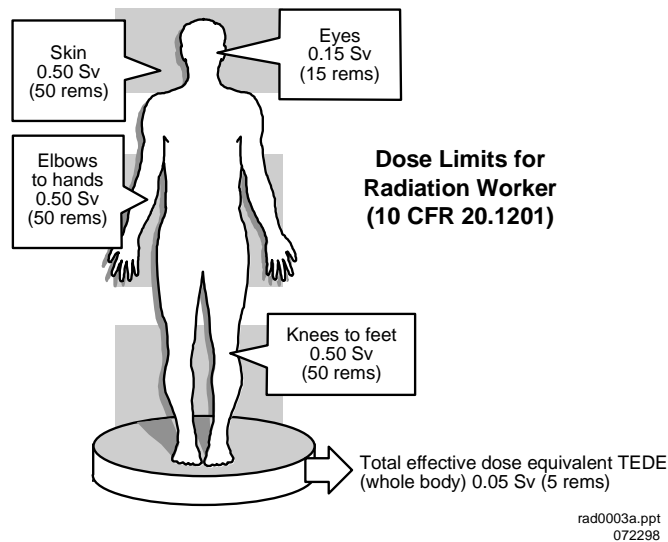 Skin
0.50 Sv
(50 rems)
Eyes
0.15 Sv
(15 rems)
Elbows
to hands
0.50 Sv
(50 rems)
Dose Limits for
Radiation Worker
(10 CFR 20.1201)
Knees to feet
0.50 Sv
(50 rems)
Total effective dose equivalent TEDE
(whole body) 0.05 Sv (5 rems)
rad0003a.ppt
072298